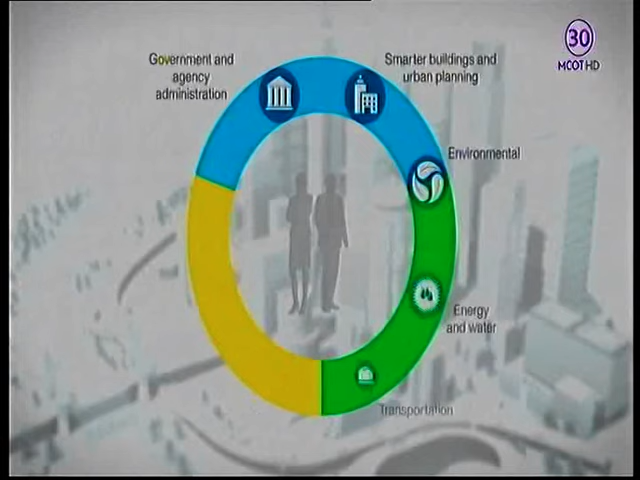 30
MCOT HD
Government and
agency
administration
Smarter buildings and
urban planning
Environmental
Energy
and water
Transportation